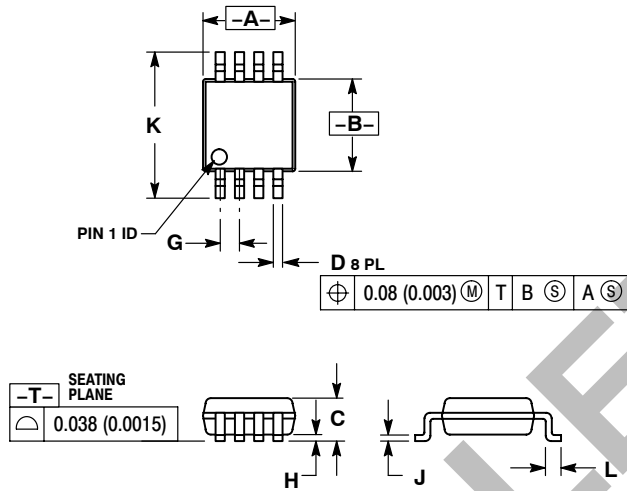 –A–
K
–B–
PIN 1 ID
G
D 8 PL
⌖ 0.08 (0.003) Ⓜ T B Ⓢ A Ⓢ
–T– SEATING PLANE
⌓ 0.038 (0.0015)
C
H
J
L